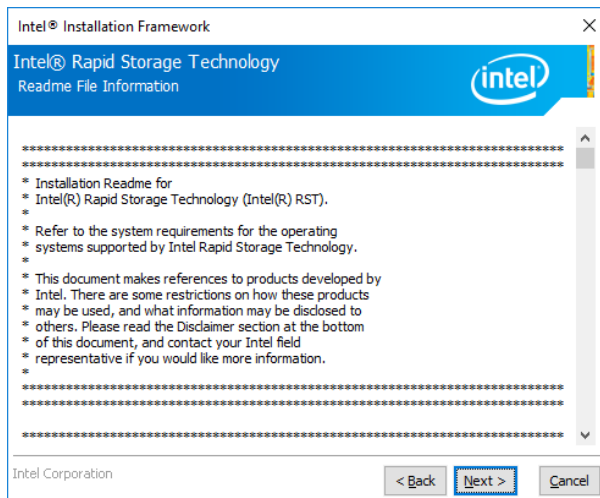 Intel® Installation Framework
Intel® Rapid Storage Technology
Readme File Information
intel
**************************************************************************
**************************************************************************
* Installation Readme for
* Intel(R) Rapid Storage Technology (Intel(R) RST).
*
* Refer to the system requirements for the operating
* systems supported by Intel Rapid Storage Technology.
*
* This document makes references to products developed by
* Intel. There are some restrictions on how these products
* may be used, and what information may be disclosed to
* others. Please read the Disclaimer section at the bottom
* of this document, and contact your Intel field
* representative if you would like more information.
*
**************************************************************************
**************************************************************************
**************************************************************************
Intel Corporation
< Back
Next >
Cancel